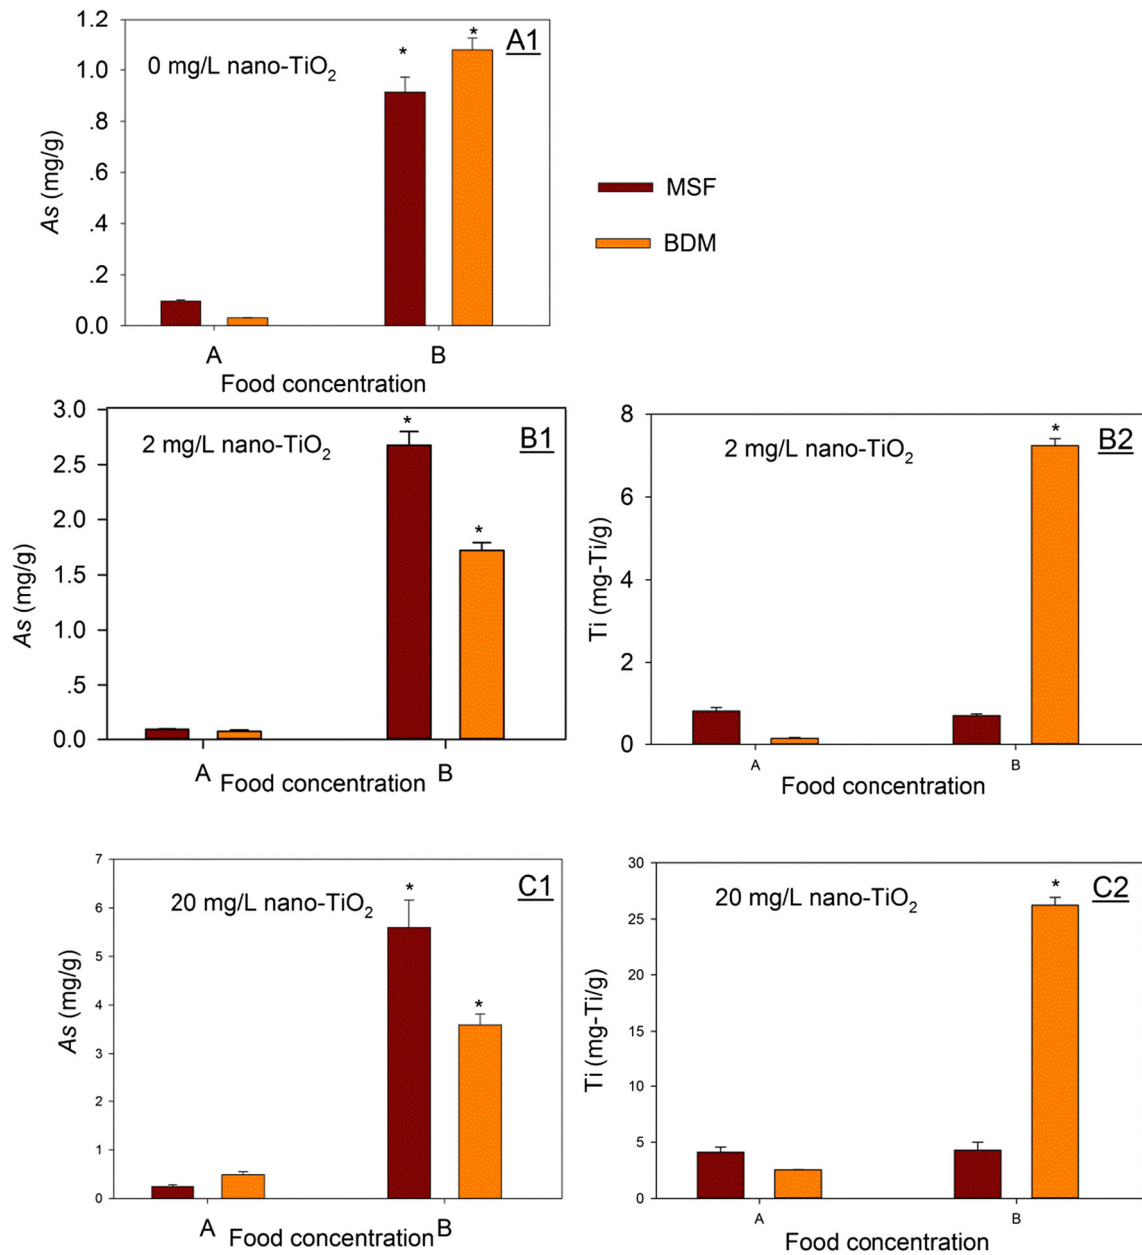 1.2
1.0
.8
.6
.4
.2
0.0
As (mg/g)
0 mg/L nano-TiO₂
A1
*
*
A
B
Food concentration
MSF
BDM
3.0
2.5
2.0
1.5
1.0
.5
0.0
As (mg/g)
2 mg/L nano-TiO₂
B1
*
*
A
B
Food concentration
8
6
4
2
0
Ti (mg-Ti/g)
2 mg/L nano-TiO₂
B2
*
A
B
Food concentration
7
6
5
4
3
2
1
0
As (mg/g)
20 mg/L nano-TiO₂
C1
*
*
A
B
Food concentration
30
25
20
15
10
5
0
Ti (mg-Ti/g)
20 mg/L nano-TiO₂
C2
*
A
B
Food concentration